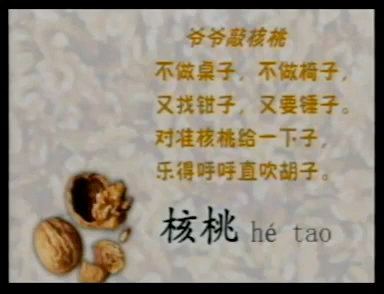 爷爷敲核桃
不做桌子，不做椅子，
又找钳子，又要锤子。
对准核桃给一下子，
乐得呼呼直吹胡子。
核桃 hé tao